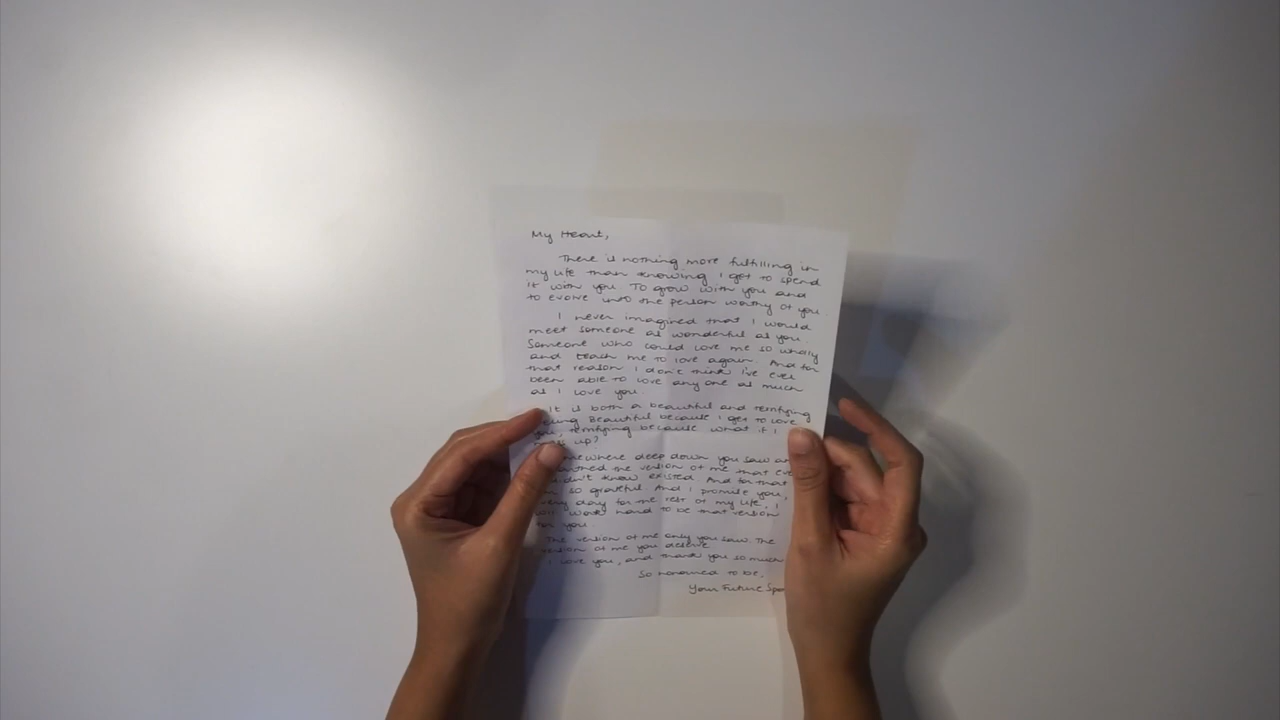 My Heart,
There is nothing more fulfilling in
my life than knowing I get to spend
it with you. To grow with you and
to evolve into the person worthy of you.
I never imagined that I would
meet someone as wonderful as you.
Someone who could love me so wholly
and teach me to love again. And for
that reason I don't think I've ever
been able to love anyone as much
as I love you.
It is both a beautiful and terrifying
Beautiful because I get to love
you, terrifying because what if I
up?
where deep down you saw
the version of me that
didn't know existed. And for that
so grateful. And I promise you,
day for the rest of my life, I
will work hard to be that version
for you.
The version of me only you saw. The
version of me you deserve.
I love you, and thank you so much
So honored to be,
Your Future